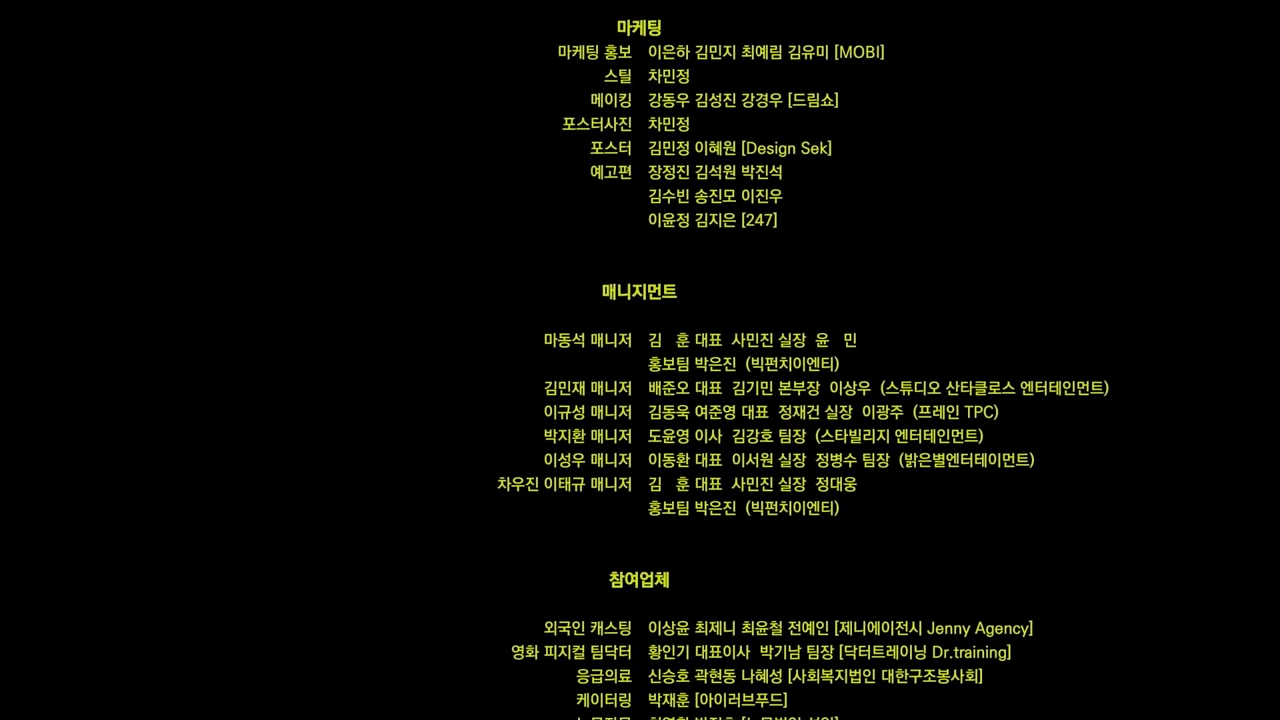 마케팅
마케팅 홍보 이은하 김민지 최예림 김유미 [MOBI]
스틸 차민정
메이킹 강동우 김성진 강경우 [드림쇼]
포스터사진 차민정
포스터 김민정 이혜원 [Design Sek]
예고편 장정진 김석원 박진석
김수빈 송진모 이진우
이윤정 김지은 [247]
매니지먼트
마동석 매니저 김 훈 대표 사민진 실장 윤 민
홍보팀 박은진 (빅펀치이엔티)
김민재 매니저 배준오 대표 김기민 본부장 이상우 (스튜디오 산타클로스 엔터테인먼트)
이규성 매니저 김동욱 여준영 대표 정재건 실장 이광주 (프레인 TPC)
박지환 매니저 도윤영 이사 김강호 팀장 (스타빌리지 엔터테인먼트)
이성우 매니저 이동환 대표 이서원 실장 정병수 팀장 (밝은별엔터테이먼트)
차우진 이태규 매니저 김 훈 대표 사민진 실장 정대웅
홍보팀 박은진 (빅펀치이엔티)
참여업체
외국인 캐스팅 이상윤 최제니 최윤철 전예인 [제니에이전시 Jenny Agency]
영화 피지컬 팀닥터 황인기 대표이사 박기남 팀장 [닥터트레이닝 Dr.training]
응급의료 신승호 곽현동 나혜성 [사회복지법인 대한구조봉사회]
케이터링 박재훈 [아이러브푸드]